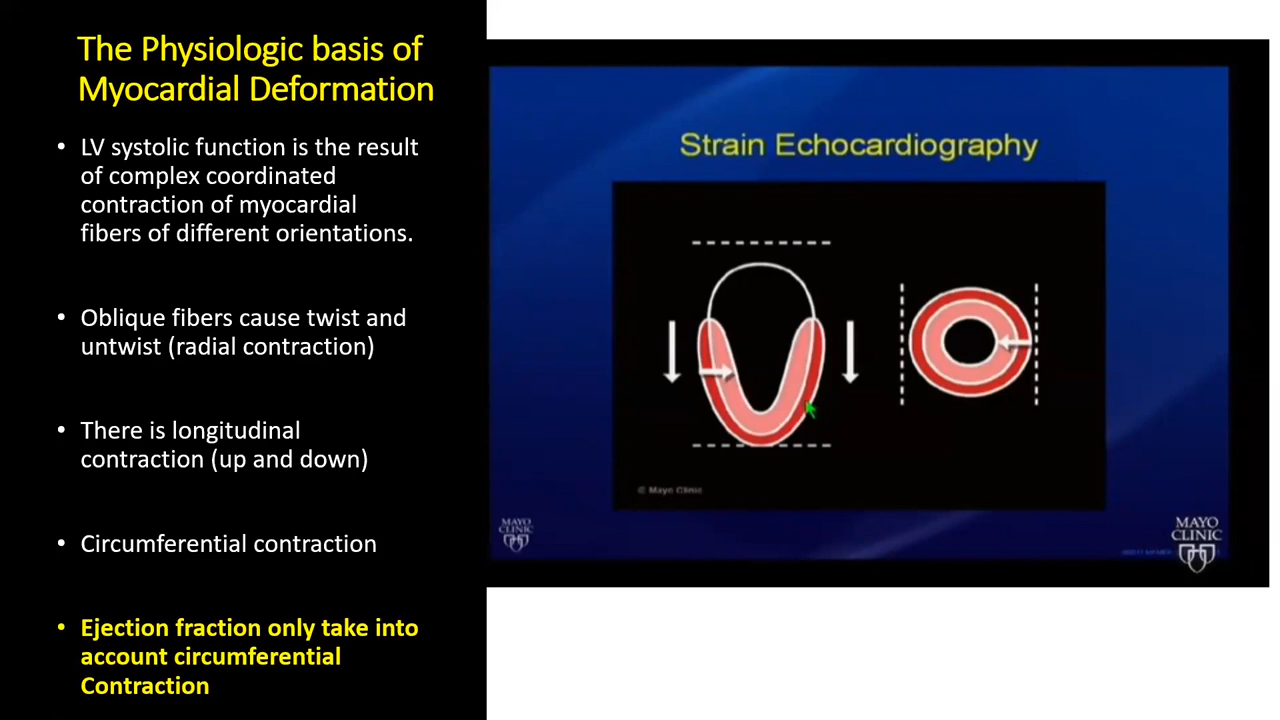 The Physiologic basis of
Myocardial Deformation
• LV systolic function is the result
of complex coordinated
contraction of myocardial
fibers of different orientations.
• Oblique fibers cause twist and
untwist (radial contraction)
• There is longitudinal
contraction (up and down)
• Circumferential contraction
• Ejection fraction only take into
account circumferential
Contraction
Strain Echocardiography
© Mayo Clinic
MAYO
CLINIC
MAYO
CLINIC